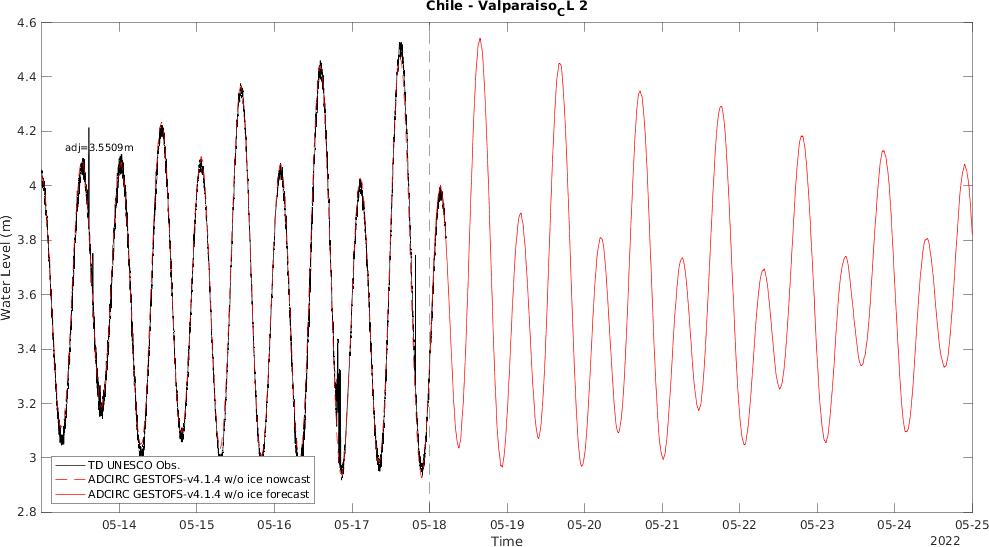 Chile - Valparaiso_CL 2
Water Level (m)
4.6
4.4
4.2
4
3.8
3.6
3.4
3.2
3
2.8
adj=3.5509m
TD UNESCO Obs.
ADCIRC GESTOFS-v4.1.4 w/o ice nowcast
ADCIRC GESTOFS-v4.1.4 w/o ice forecast
05-14 05-15 05-16 05-17 05-18 05-19 05-20 05-21 05-22 05-23 05-24 05-25
Time
2022